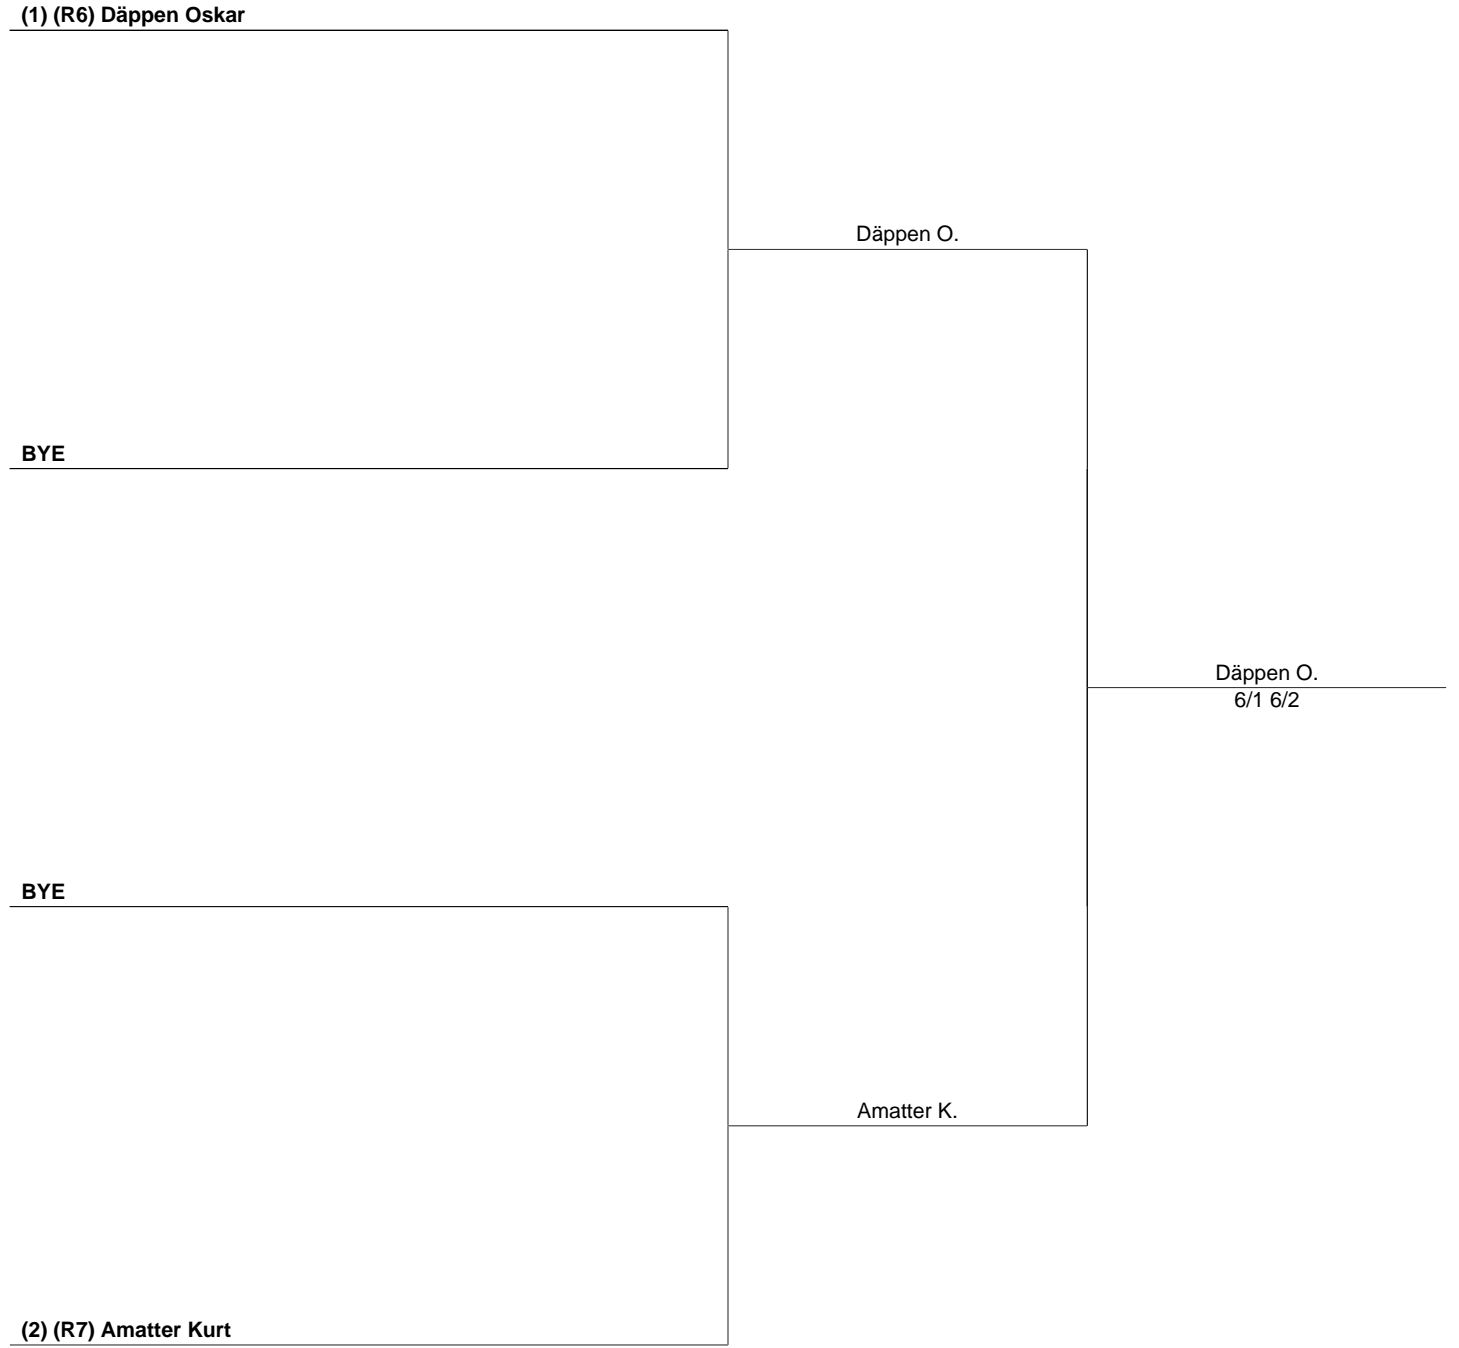 (1) (R6) Däppen Oskar
Däppen O.
BYE
Däppen O.
6/1 6/2
BYE
Amatter K.
(2) (R7) Amatter Kurt